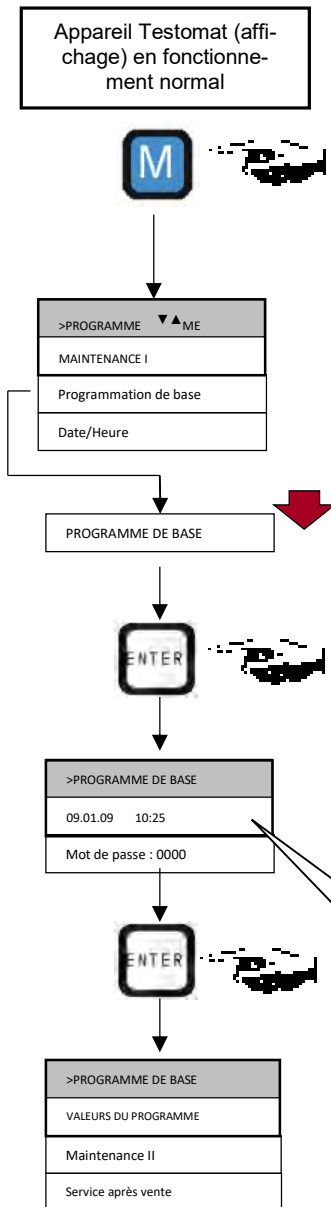 Appareil Testomat (affi-
chage) en fonctionne-
ment normal
M
>PROGRAMME ▼▲ ME
MAINTENANCE I
Programmation de base
Date/Heure
PROGRAMME DE BASE
ENTER
>PROGRAMME DE BASE
09.01.09 10:25
Mot de passe : 0000
ENTER
>PROGRAMME DE BASE
VALEURS DU PROGRAMME
Maintenance II
Service après vente